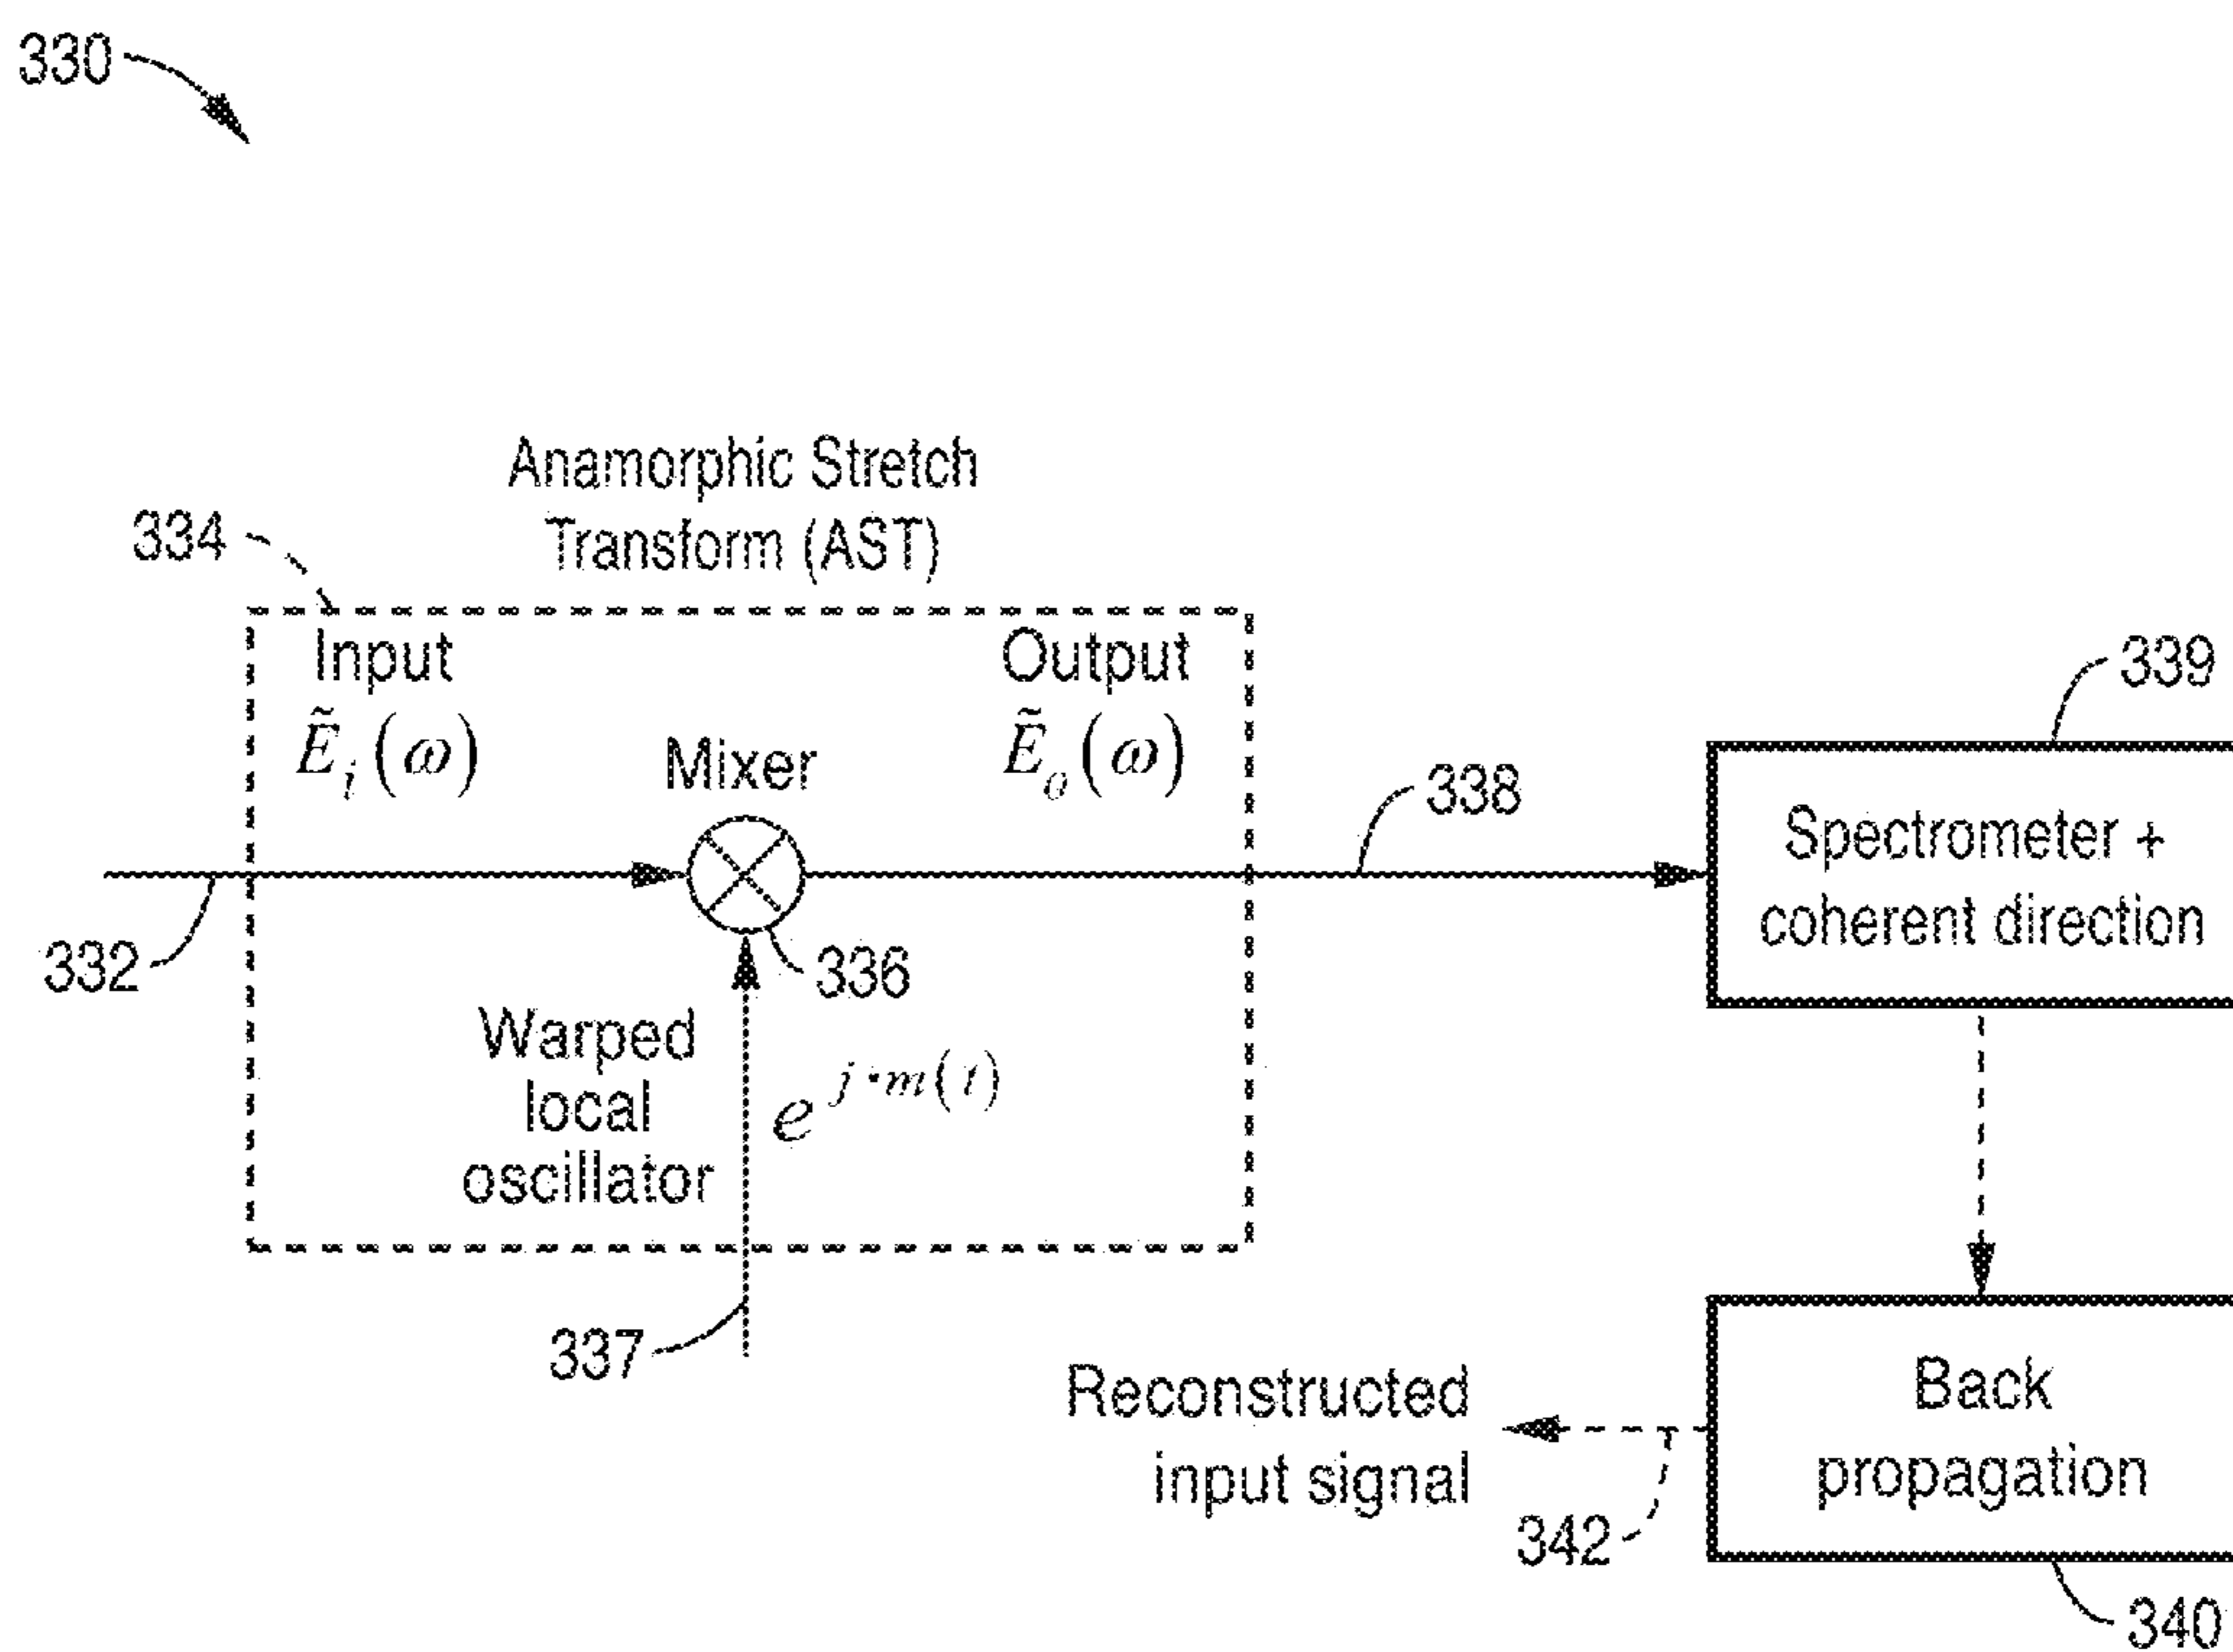 330
Anamorphic Stretch
Transform (AST)
334
Input
Output
Ẽᵢ(ω)
Ẽₒ(ω)
Mixer
339
338
Spectrometer +
coherent direction
332
336
Warped
local
oscillator
e^{j·m(t)}
337
Reconstructed
input signal
342
Back
propagation
340